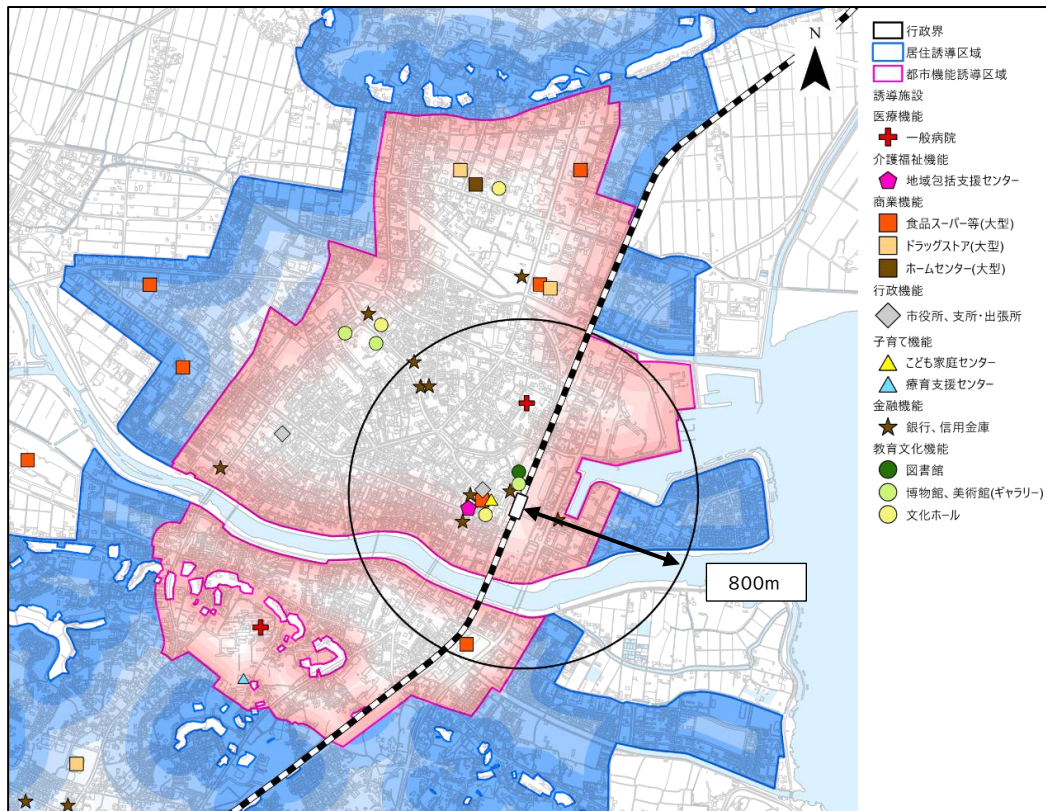 N
800m
行政界
居住誘導区域
都市機能誘導区域
誘導施設
医療機能
一般病院
介護福祉機能
地域包括支援センター
商業機能
食品スーパー等(大型)
ドラッグストア(大型)
ホームセンター(大型)
行政機能
市役所、支所・出張所
子育て機能
こども家庭センター
療育支援センター
金融機能
銀行、信用金庫
教育文化機能
図書館
博物館、美術館(ギャラリー)
文化ホール